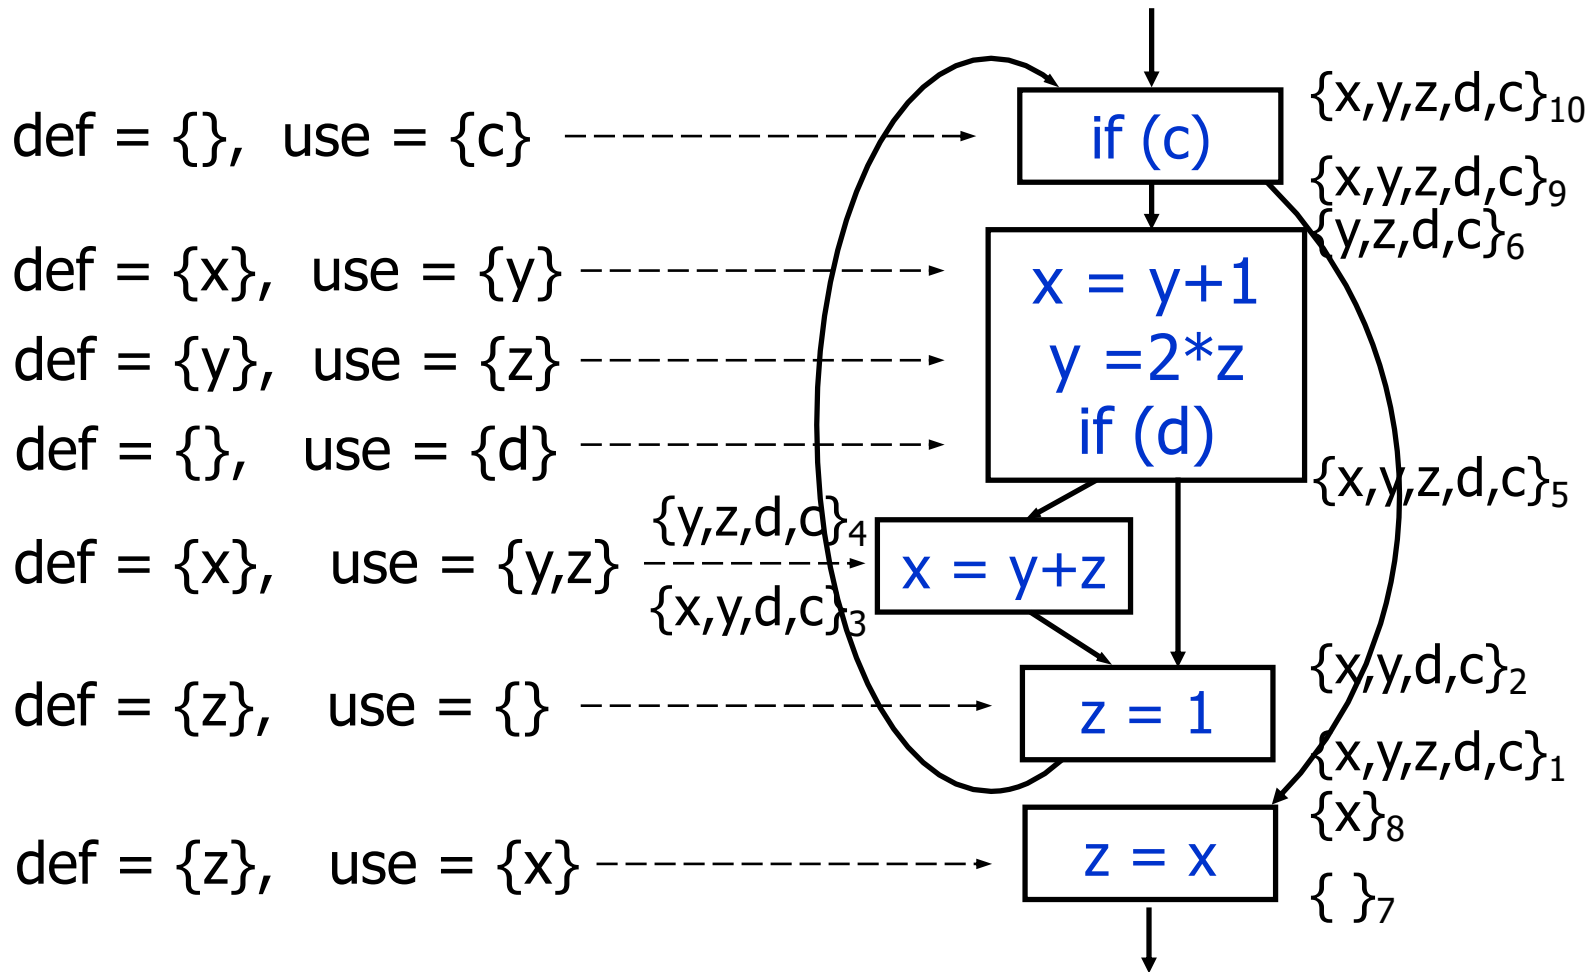 {x,y,z,d,c}10
def = {}, use = {c}
if (c)
{x,y,z,d,c}9
{y,z,d,c}6
def = {x}, use = {y}
x = y+1
def = {y}, use = {z}
y =2*z
def = {}, use = {d}
if (d)
{x,y,z,d,c}5
{y,z,d,c}4
def = {x}, use = {y,z}
x = y+z
{x,y,d,c}3
{x,y,d,c}2
def = {z}, use = {}
z = 1
{x,y,z,d,c}1
{x}8
def = {z}, use = {x}
z = x
{ }7